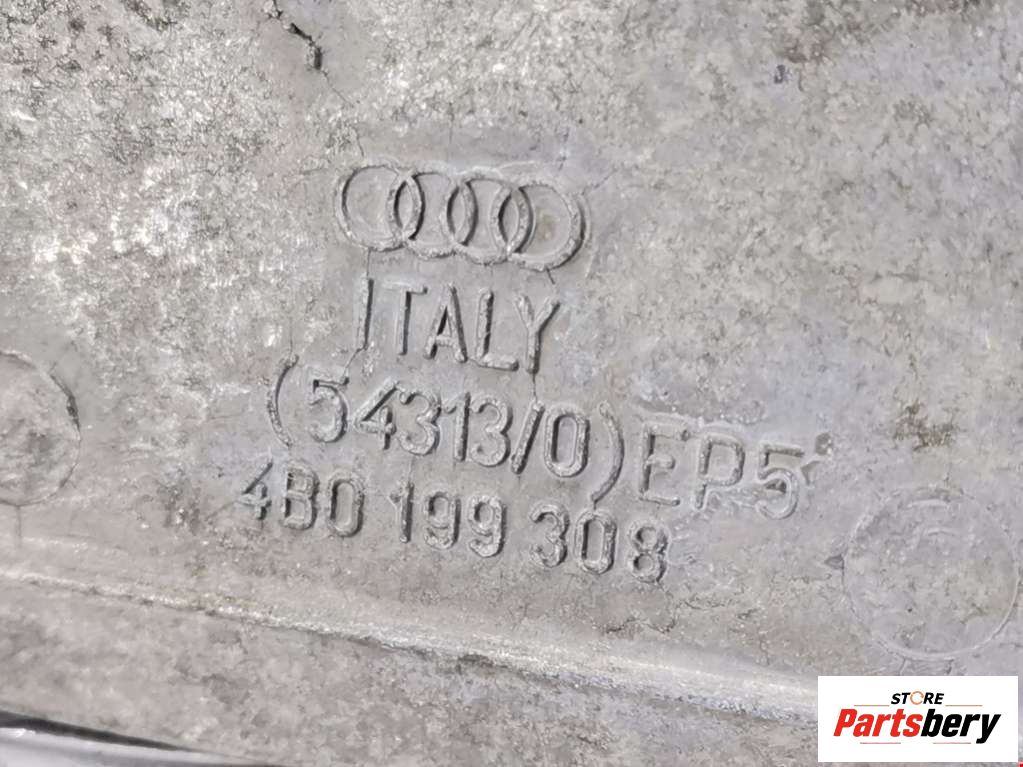 ITALY
(54313/0)EP5
4B0 199 308
STORE
Partsbery